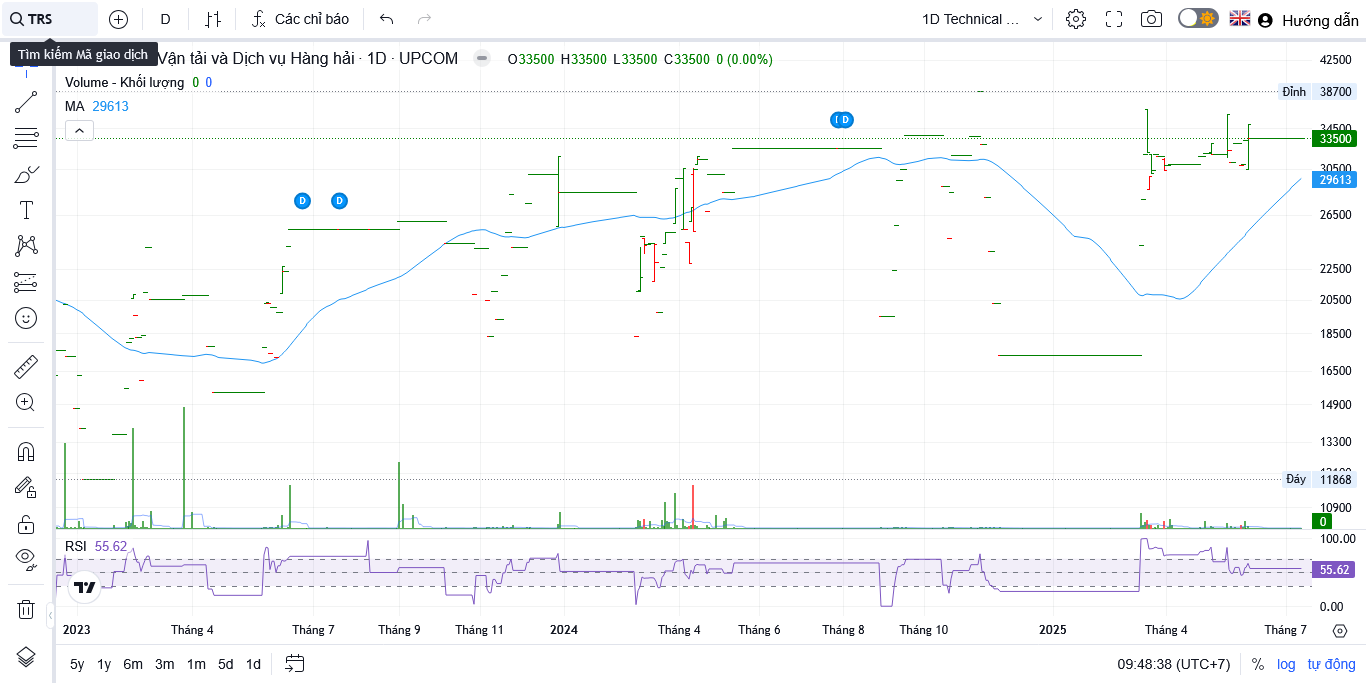 TRS
D
Các chỉ báo
1D Technical ...
Hướng dẫn
Tìm kiếm Mã giao dịch
Vận tải và Dịch vụ Hàng hải · 1D · UPCOM
O33500 H33500 L33500 C33500 0 (0.00%)
Volume - Khối lượng 0 0
MA 29613
D
D
D
42500
Đỉnh 38700
34500
33500
30500
29613
26500
22500
20500
18500
16500
14900
13300
Đáy 11868
10900
0
RSI 55.62
100.00
55.62
0.00
2023 Tháng 4 Tháng 7 Tháng 9 Tháng 11 2024 Tháng 4 Tháng 6 Tháng 8 Tháng 10 2025 Tháng 4 Tháng 7
5y 1y 6m 3m 1m 5d 1d
09:48:38 (UTC+7) % log tự động